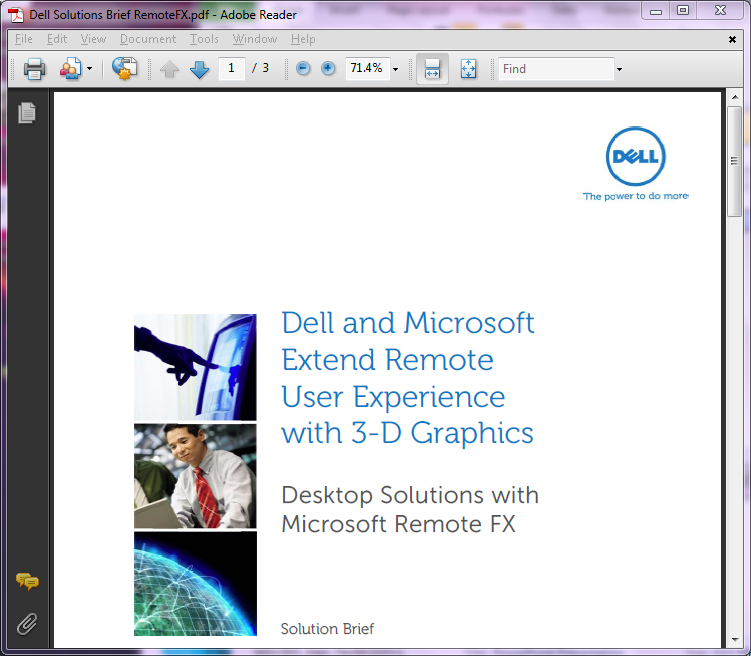 Dell Solutions Brief RemoteFX.pdf - Adobe Reader
File Edit View Document Tools Window Help
1 / 3 71.4% Find
DELL
The power to do more
Dell and Microsoft
Extend Remote
User Experience
with 3-D Graphics
Desktop Solutions with
Microsoft Remote FX
Solution Brief